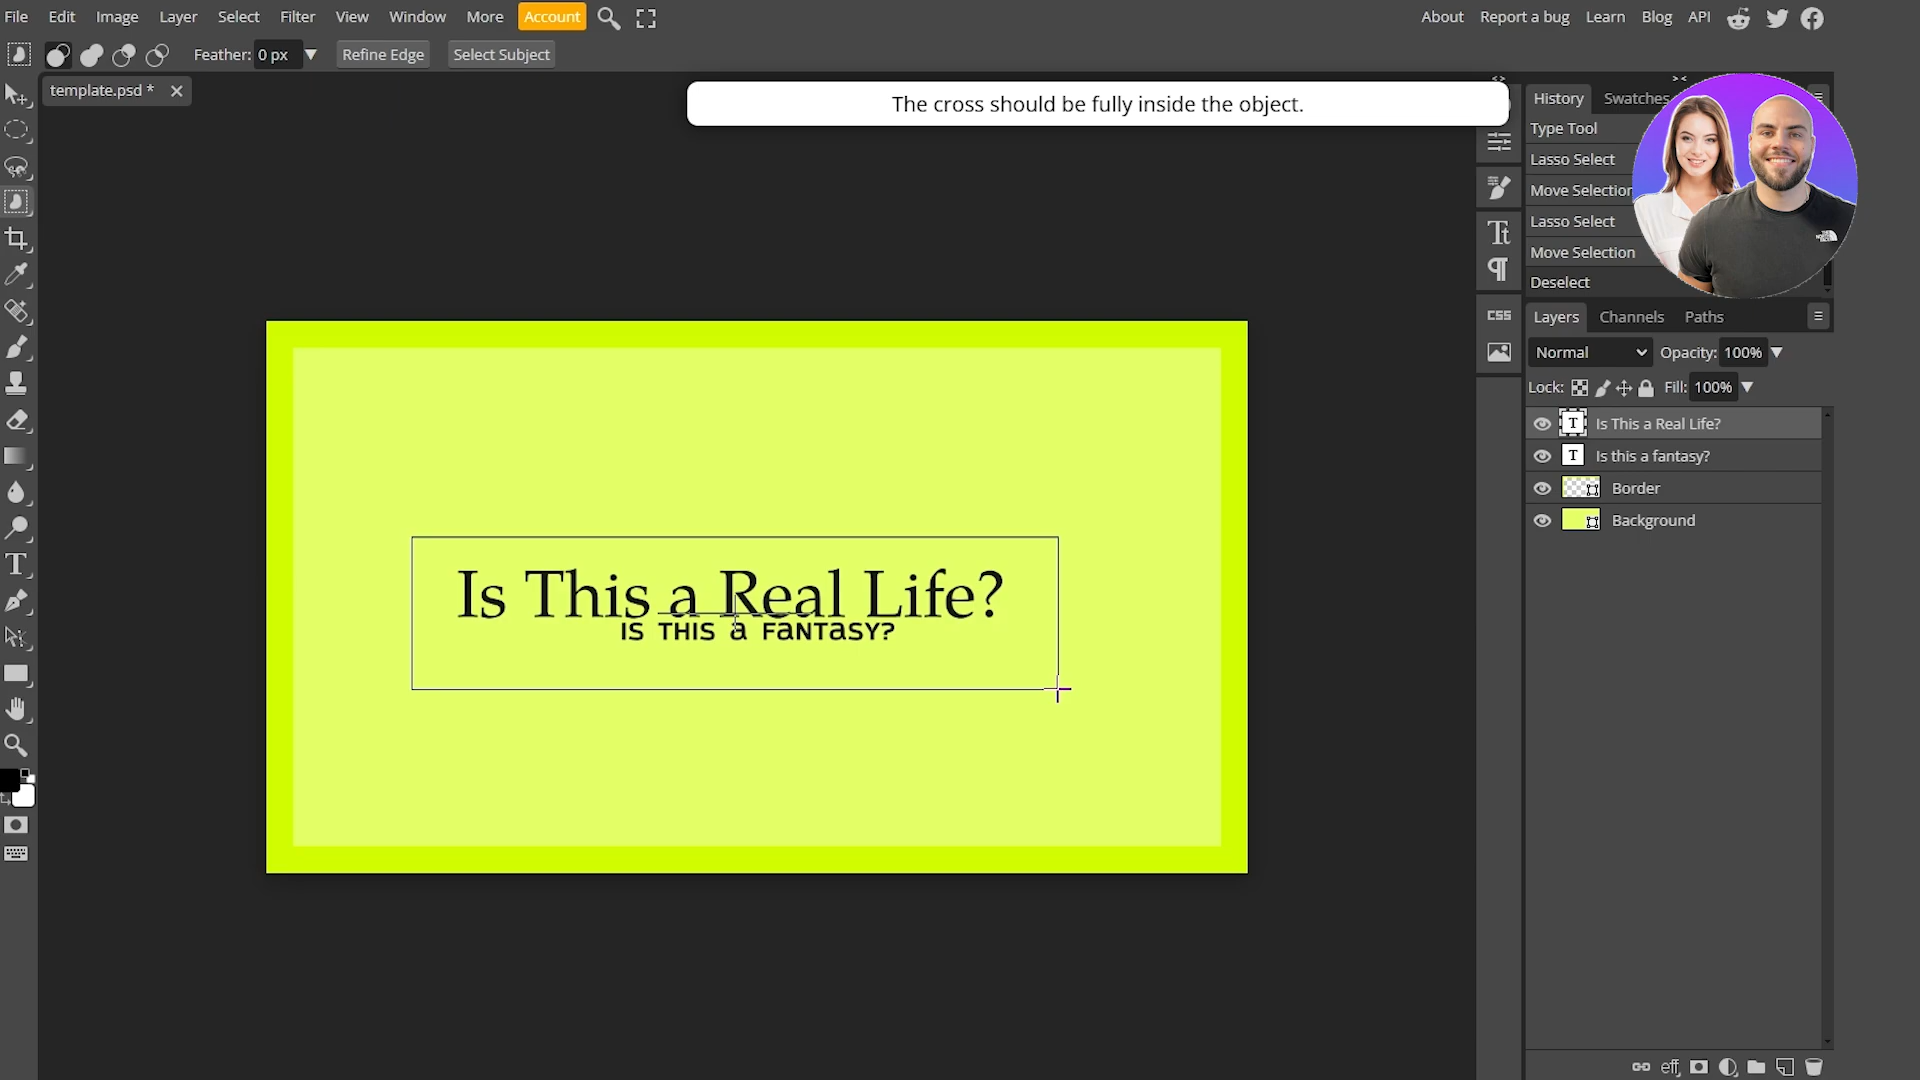 File Edit Image Layer Select Filter View Window More Account
About Report a bug Learn Blog API
Feather: 0 px Refine Edge Select Subject
template.psd *
The cross should be fully inside the object.
History Swatches
Type Tool
Lasso Select
Move Selection
Lasso Select
Move Selection
Deselect
CSS
Layers Channels Paths
Normal Opacity: 100%
Lock: Fill: 100%
T Is This a Real Life?
T Is this a fantasy?
Border
Background
Is This a Real Life?
IS THIS a FaNTaSY?
eff